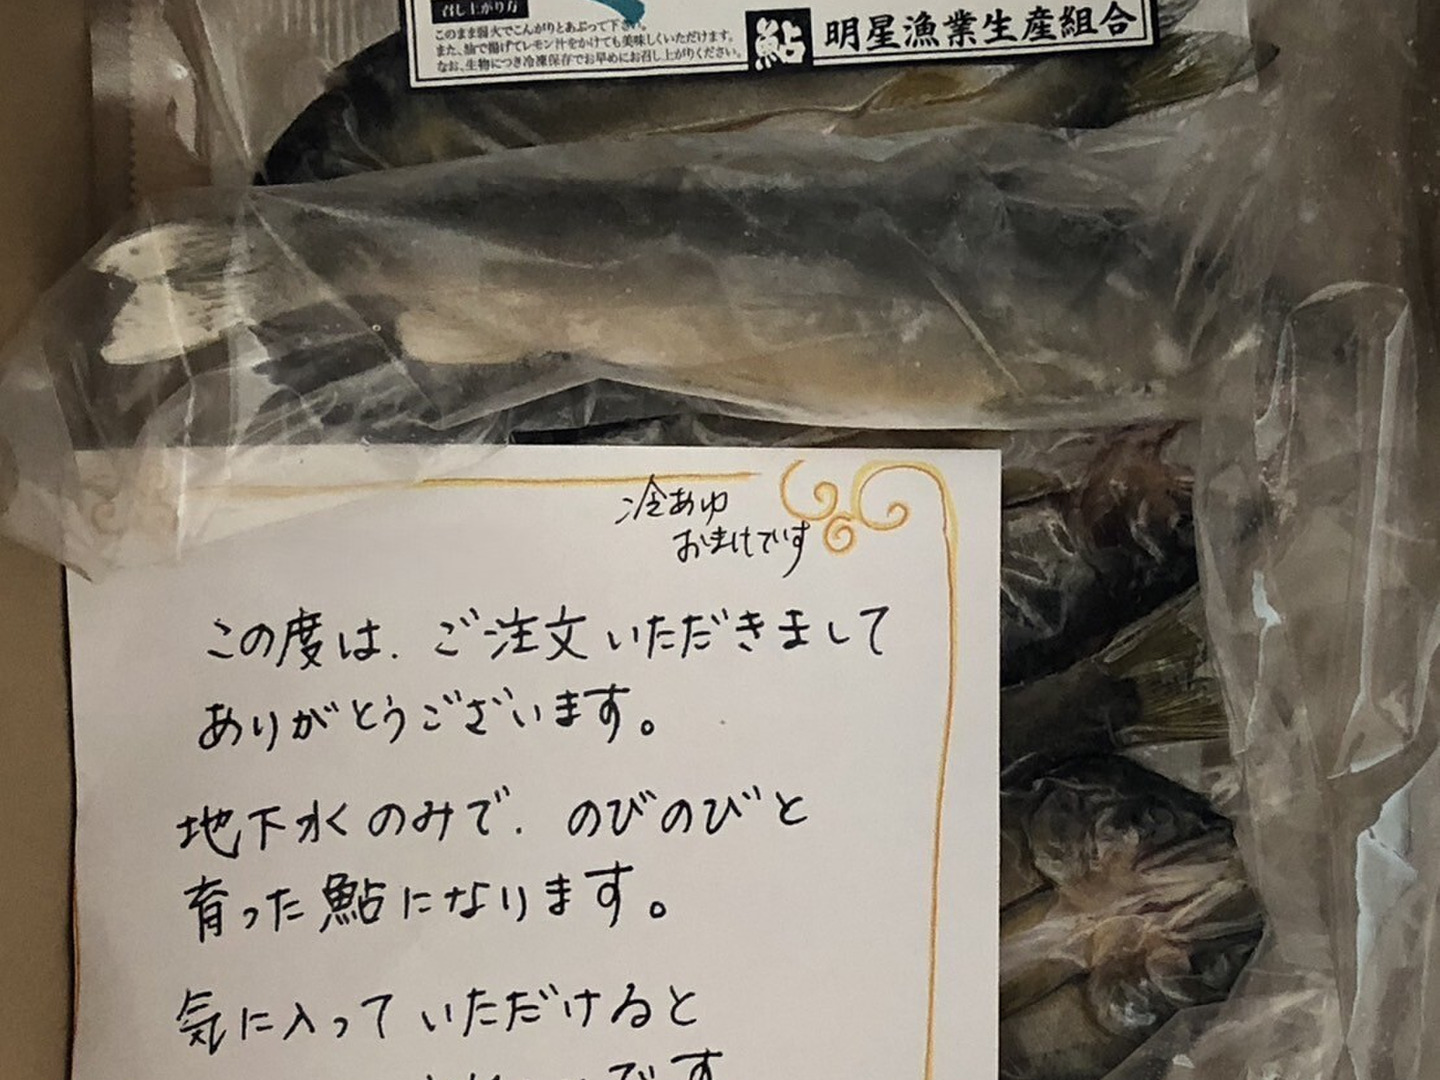 召し上がり方
このまま弱火でこんがりとあぶって下さい。
また、油で揚げてレモン汁をかけても美味しくいただけます。
なお、生物につき冷凍保存でお早めにお召し上がりください。
鮎 明星漁業生産組合
冷あゆ
おまけです
この度は、ご注文いただきまして
ありがとうございます。
地下水のみで、のびのびと
育った鮎になります。
気に入っていただけると
です